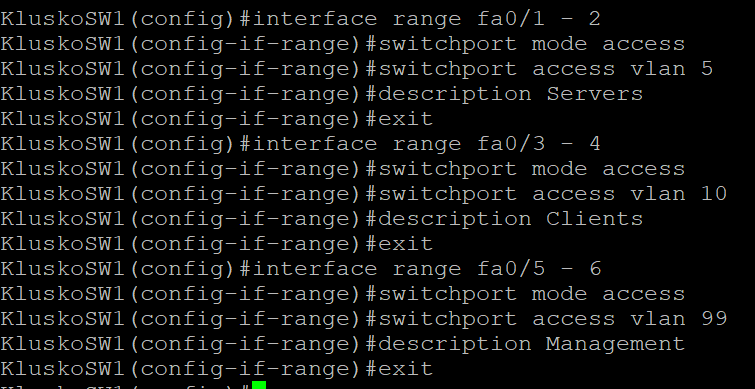 KluskoSW1(config)#interface range fa0/1 - 2
KluskoSW1(config-if-range)#switchport mode access
KluskoSW1(config-if-range)#switchport access vlan 5
KluskoSW1(config-if-range)#description Servers
KluskoSW1(config-if-range)#exit
KluskoSW1(config)#interface range fa0/3 - 4
KluskoSW1(config-if-range)#switchport mode access
KluskoSW1(config-if-range)#switchport access vlan 10
KluskoSW1(config-if-range)#description Clients
KluskoSW1(config-if-range)#exit
KluskoSW1(config)#interface range fa0/5 - 6
KluskoSW1(config-if-range)#switchport mode access
KluskoSW1(config-if-range)#switchport access vlan 99
KluskoSW1(config-if-range)#description Management
KluskoSW1(config-if-range)#exit
KluskoSW1(config)#